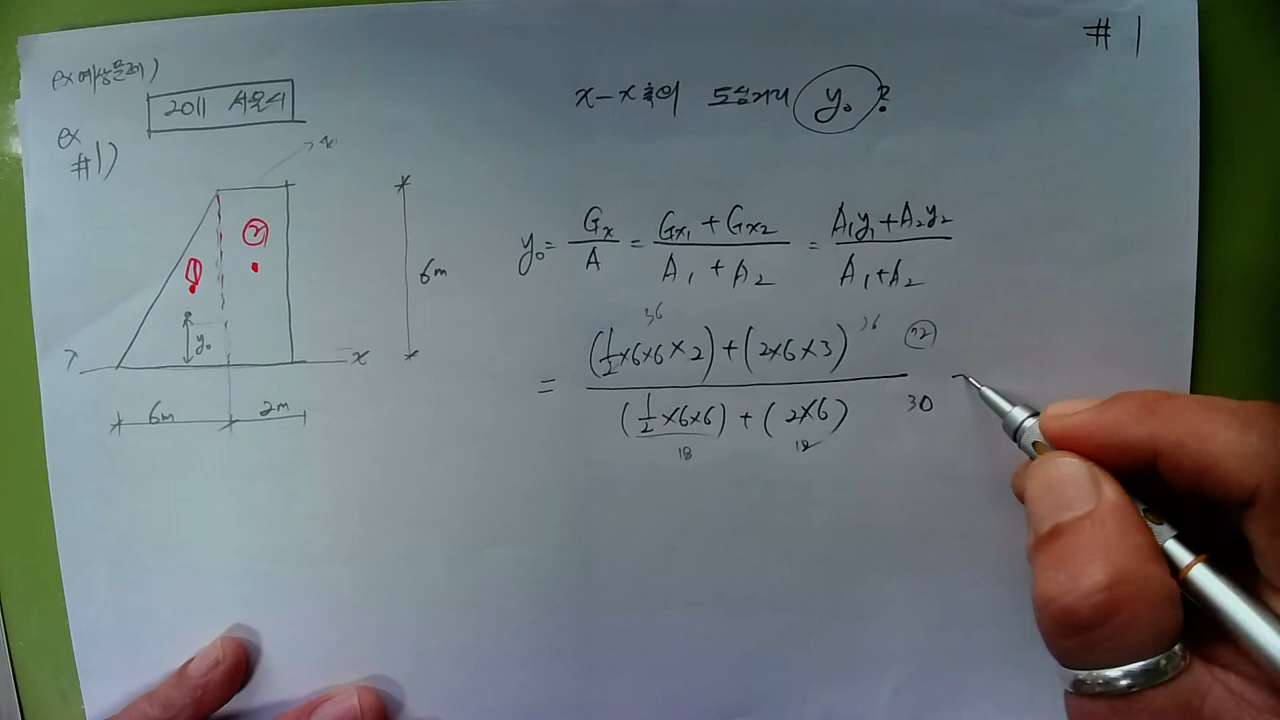 # 1
ex 예상문제)
2011 서울시
x-x축의 도심거리 y₀?
ex
#1)
x
① ②
6m
y₀
x
6m 2m
y₀ = Gx/A = (Gx₁ + Gx₂)/(A₁ + A₂) = (A₁y₁ + A₂y₂)/(A₁ + A₂)
36 36
= ((1/2×6×6×2) + (2×6×3))/((1/2×6×6) + (2×6)) 72/30
18 12